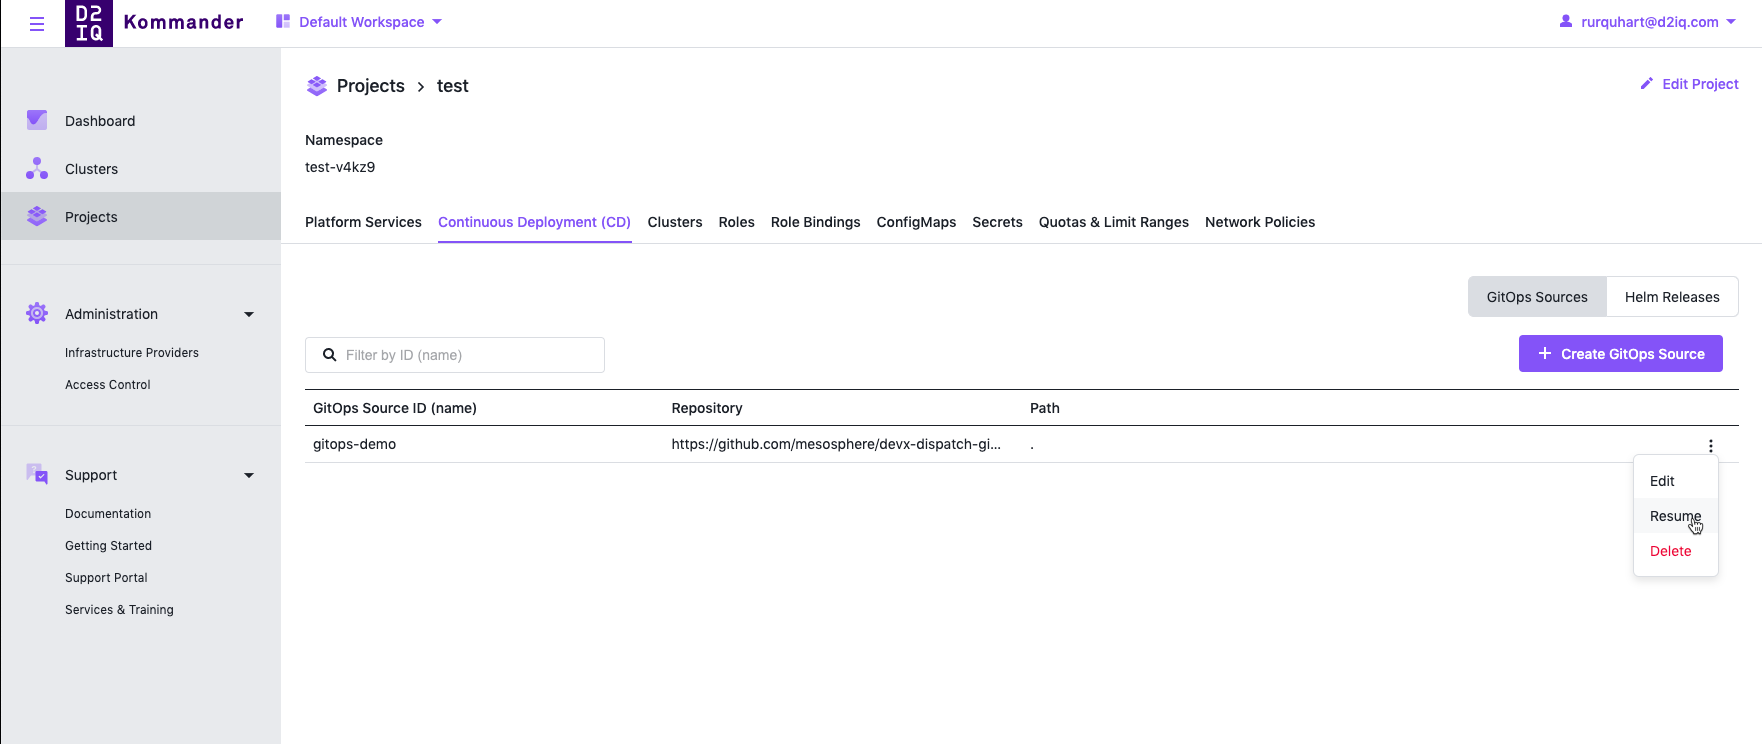 D2
IQ
Kommander
Default Workspace
rurquhart@d2iq.com
Dashboard
Clusters
Projects
Administration
Infrastructure Providers
Access Control
Support
Documentation
Getting Started
Support Portal
Services & Training
Projects > test
Edit Project
Namespace
test-v4kz9
Platform Services Continuous Deployment (CD) Clusters Roles Role Bindings ConfigMaps Secrets Quotas & Limit Ranges Network Policies
GitOps Sources Helm Releases
Filter by ID (name)
+ Create GitOps Source
GitOps Source ID (name) Repository Path
gitops-demo https://github.com/mesosphere/devx-dispatch-gi... .
Edit
Resume
Delete